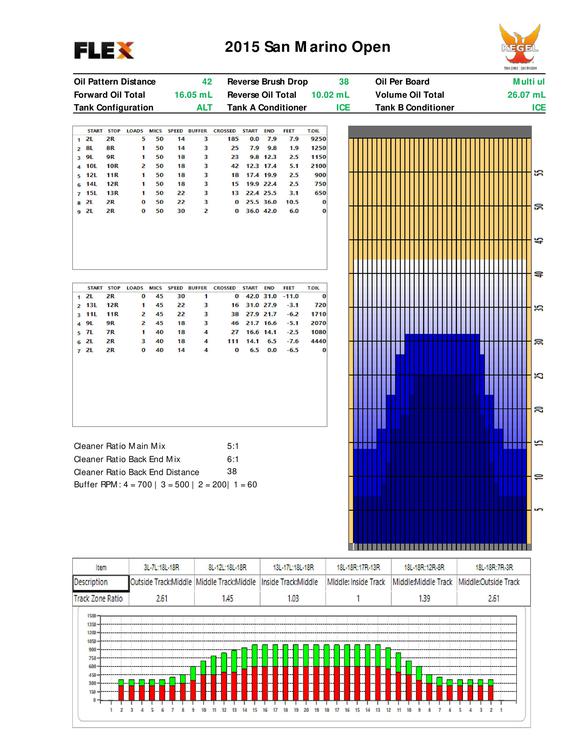 FLEX
2015 San Marino Open
KEGEL
Oil Pattern Distance 42 Reverse Brush Drop 38 Oil Per Board Multi ul
Forward Oil Total 16.05 mL Reverse Oil Total 10.02 mL Volume Oil Total 26.07 mL
Tank Configuration ALT Tank A Conditioner ICE Tank B Conditioner ICE
START STOP LOADS MICS SPEED BUFFER CROSSED START END FEET T.OIL
1 2L 2R 5 50 14 3 185 0.0 7.9 7.9 9250
2 8L 8R 1 50 14 3 25 7.9 9.8 1.9 1250
3 9L 9R 1 50 18 3 23 9.8 12.3 2.5 1150
4 10L 10R 2 50 18 3 42 12.3 17.4 5.1 2100
5 12L 11R 1 50 18 3 18 17.4 19.9 2.5 900
6 14L 12R 1 50 18 3 15 19.9 22.4 2.5 750
7 15L 13R 1 50 22 3 13 22.4 25.5 3.1 650
8 2L 2R 0 50 22 3 0 25.5 36.0 10.5 0
9 2L 2R 0 50 30 2 0 36.0 42.0 6.0 0
START STOP LOADS MICS SPEED BUFFER CROSSED START END FEET T.OIL
1 2L 2R 0 45 30 1 0 42.0 31.0 -11.0 0
2 13L 12R 1 45 22 3 16 31.0 27.9 -3.1 720
3 11L 11R 2 45 22 3 38 27.9 21.7 -6.2 1710
4 9L 9R 2 45 18 3 46 21.7 16.6 -5.1 2070
5 7L 7R 1 40 18 4 27 16.6 14.1 -2.5 1080
6 2L 2R 3 40 18 4 111 14.1 6.5 -7.6 4440
7 2L 2R 0 40 14 4 0 6.5 0.0 -6.5 0
55
50
45
40
35
30
25
20
15
10
5
Cleaner Ratio Main Mix 5:1
Cleaner Ratio Back End Mix 6:1
Cleaner Ratio Back End Distance 38
Buffer RPM: 4 = 700 | 3 = 500 | 2 = 200| 1 = 60
Item 3L-7L:18L-18R 8L-12L:18L-18R 13L-17L:18L-18R 18L-18R:17R-13R 18L-18R:12R-8R 18L-18R:7R-3R
Description Outside Track:Middle Middle Track:Middle Inside Track:Middle Middle: Inside Track Middle:Middle Track Middle:Outside Track
Track Zone Ratio 2.61 1.45 1.03 1 1.39 2.61
1500
1350
1200
1050
900
750
600
450
300
150
0
1 2 3 4 5 6 7 8 9 10 11 12 13 14 15 16 17 18 19 20 19 18 17 16 15 14 13 12 11 10 9 8 7 6 5 4 3 2 1